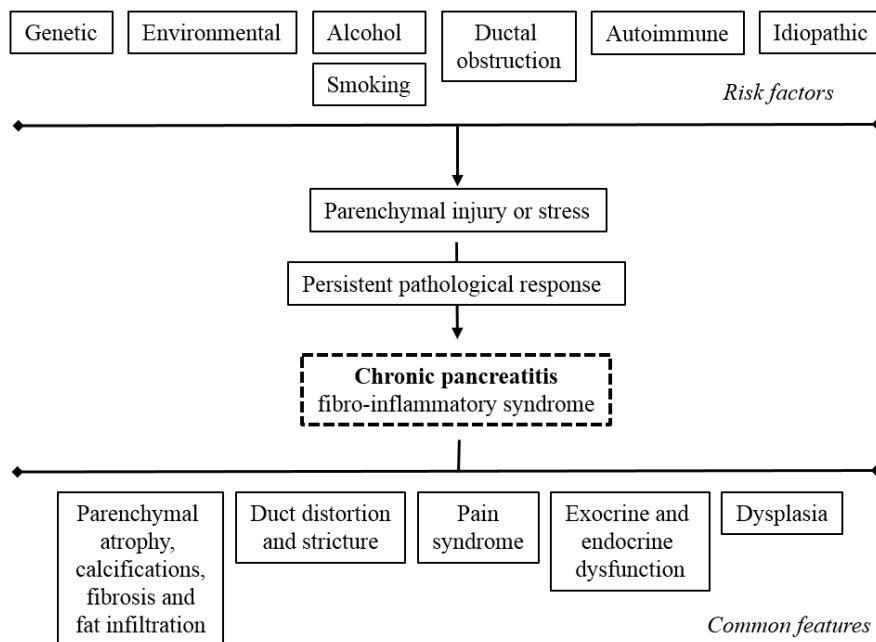 Genetic
Environmental
Alcohol
Smoking
Ductal
obstruction
Autoimmune
Idiopathic
Risk factors
Parenchymal injury or stress
Persistent pathological response
Chronic pancreatitis
fibro-inflammatory syndrome
Parenchymal
atrophy,
calcifications,
fibrosis and
fat infiltration
Duct distortion
and stricture
Pain
syndrome
Exocrine and
endocrine
dysfunction
Dysplasia
Common features